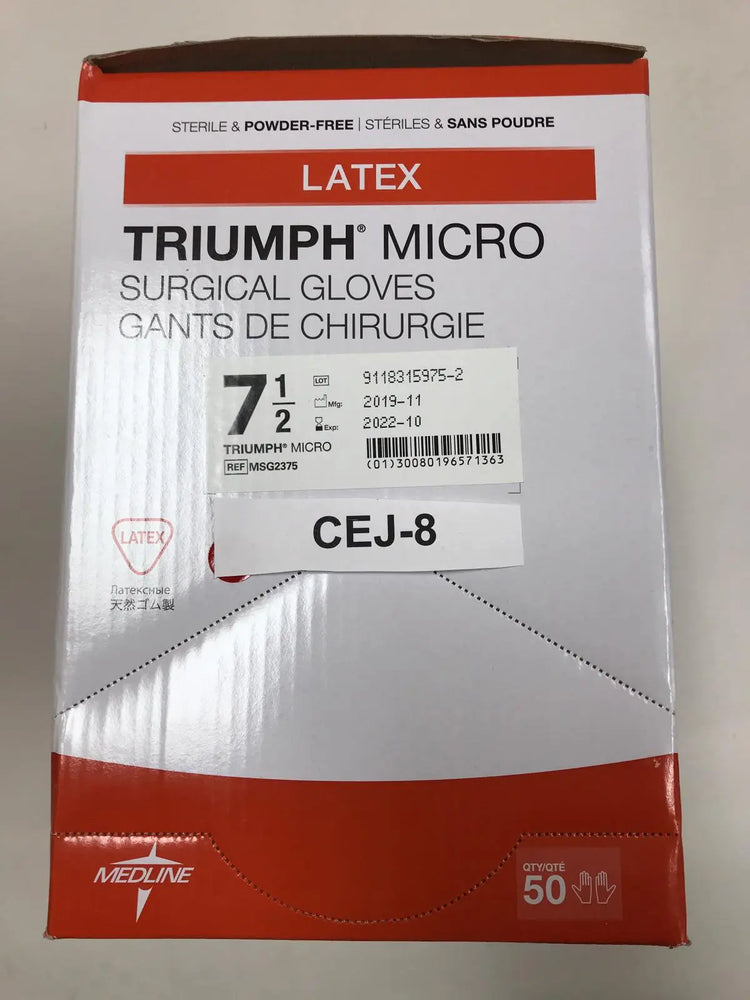 STERILE & POWDER-FREE | STÉRILES & SANS POUDRE
LATEX
TRIUMPH® MICRO
SURGICAL GLOVES
GANTS DE CHIRURGIE
7 1/2
LOT 9118315975-2
Mfg: 2019-11
Exp: 2022-10
TRIUMPH® MICRO
REF MSG2375
(01)30080196571363
CEJ-8
LATEX
Латексные
天然ゴム製
MEDLINE
QTY/QTÉ
50